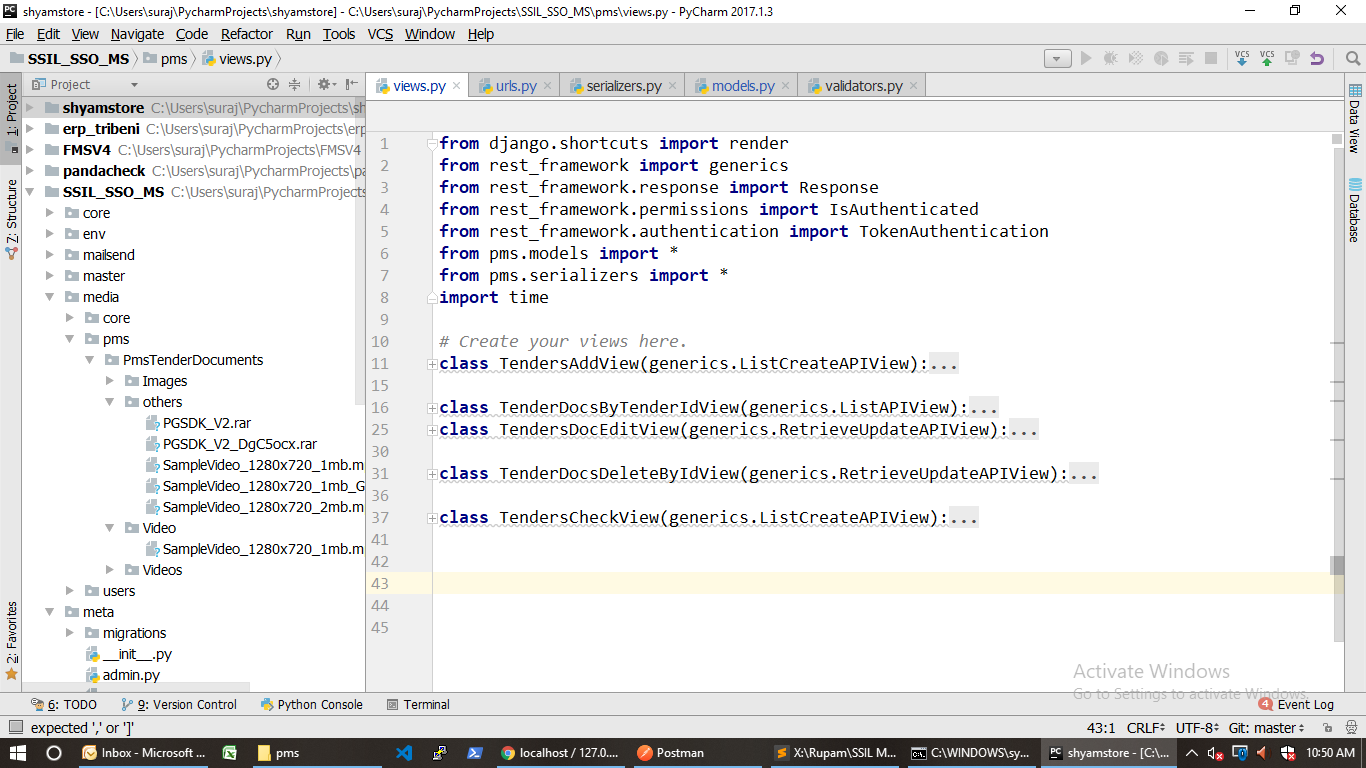 shyamstore - [C:\Users\suraj\PycharmProjects\shyamstore] - C:\Users\suraj\PycharmProjects\SSIL_SSO_MS\pms\views.py - PyCharm 2017.1.3
File Edit View Navigate Code Refactor Run Tools VCS Window Help
SSIL_SSO_MS pms views.py
VCS VCS
Project
views.py urls.py serializers.py models.py validators.py
1: Project
Z: Structure
2: Favorites
shyamstore C:\Users\suraj\PycharmProjects\sh
erp_tribeni C:\Users\suraj\PycharmProjects\erp
FMSV4 C:\Users\suraj\PycharmProjects\FMSV4
pandacheck C:\Users\suraj\PycharmProjects\pa
SSIL_SSO_MS C:\Users\suraj\PycharmProjects
core
env
mailsend
master
media
core
pms
PmsTenderDocuments
Images
others
PGSDK_V2.rar
PGSDK_V2_DgC5ocx.rar
SampleVideo_1280x720_1mb.m
SampleVideo_1280x720_1mb_G
SampleVideo_1280x720_2mb.m
Video
SampleVideo_1280x720_1mb.m
Videos
users
meta
migrations
__init__.py
admin.py
1 from django.shortcuts import render
2 from rest_framework import generics
3 from rest_framework.response import Response
4 from rest_framework.permissions import IsAuthenticated
5 from rest_framework.authentication import TokenAuthentication
6 from pms.models import *
7 from pms.serializers import *
8 import time
9
10 # Create your views here.
11 class TendersAddView(generics.ListCreateAPIView):...
15
16 class TenderDocsByTenderIdView(generics.ListAPIView):...
25 class TendersDocEditView(generics.RetrieveUpdateAPIView):...
30
31 class TenderDocsDeleteByIdView(generics.RetrieveUpdateAPIView):...
36
37 class TendersCheckView(generics.ListCreateAPIView):...
41
42
43
44
45
Data View
Database
Activate Windows
Go to Settings to activate Windows.
6: TODO 9: Version Control Python Console Terminal 4 Event Log
expected ',' or ']' 43:1 CRLF UTF-8 Git: master
Inbox - Microsoft ... pms localhost / 127.0.... Postman X:\Rupam\SSIL M... C:\WINDOWS\sy... shyamstore - [C:\... 10:50 AM